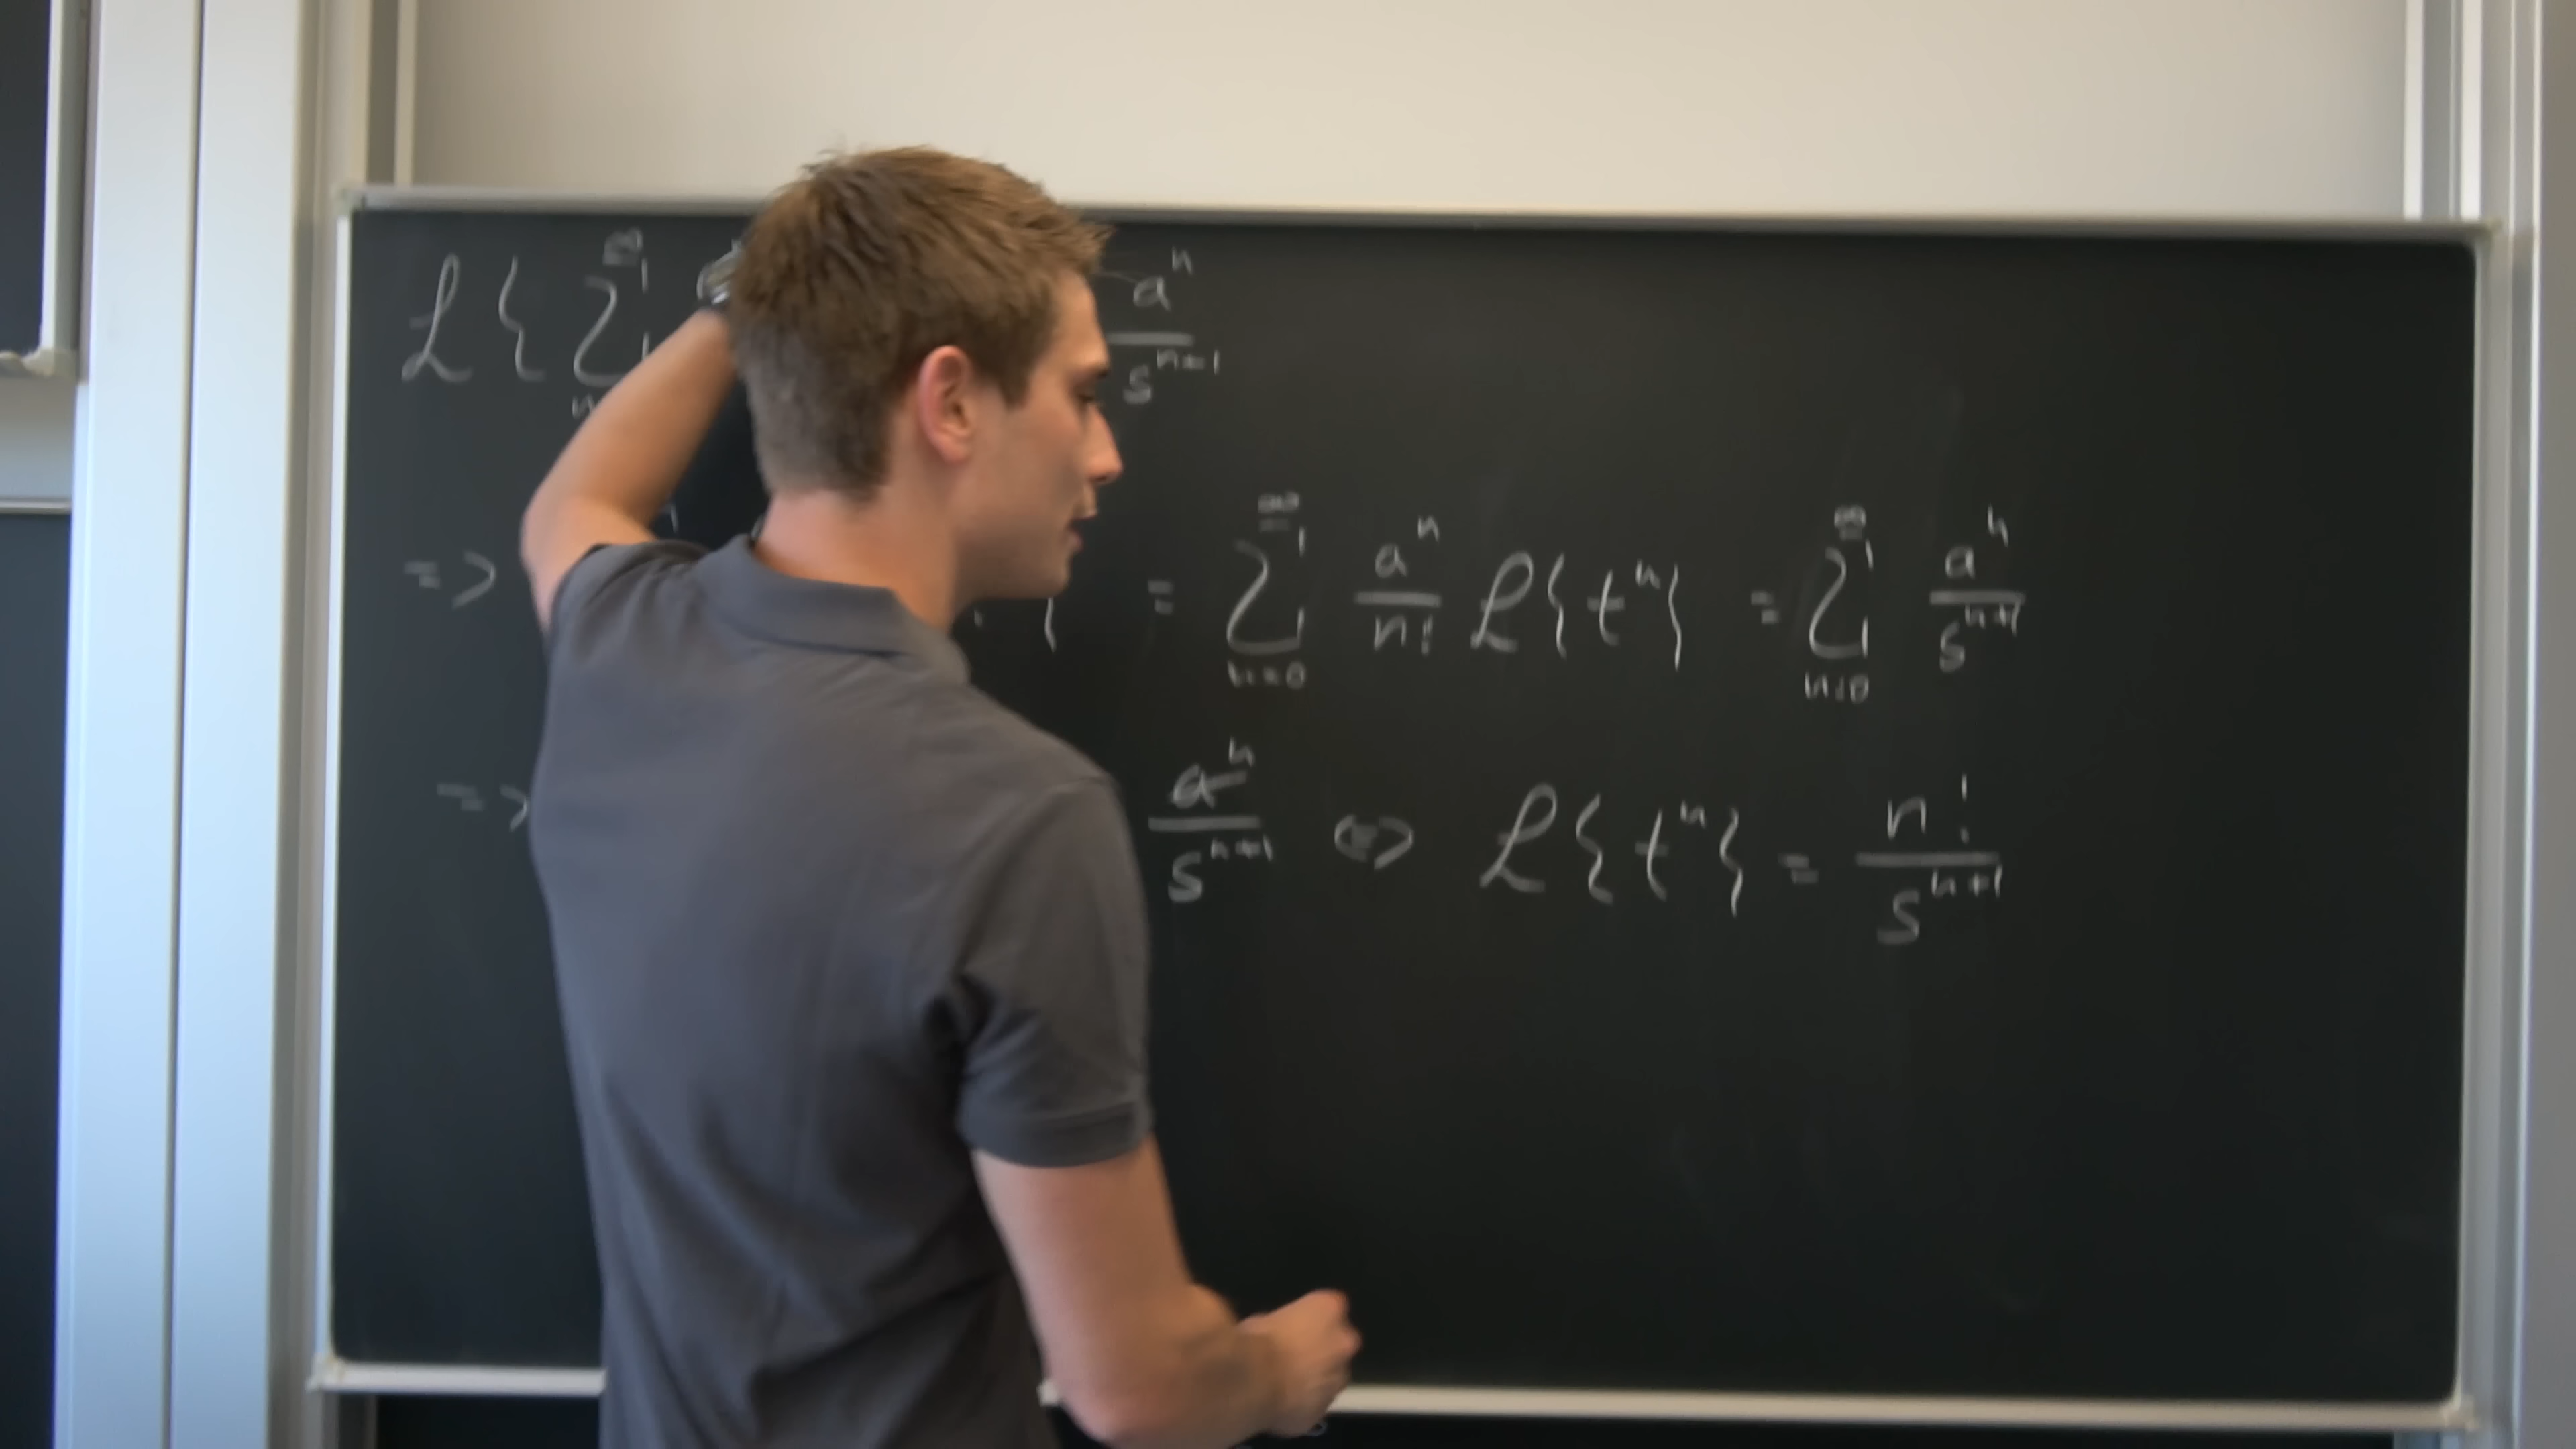 ℒ{ ∑^∞ a^n / s^{n+1}
=> = ∑_{n=0}^∞ a^n / n! ℒ{t^n} = ∑_{n=0}^∞ a^n / s^{n+1}
=> a^n / s^{n+1} <=> ℒ{t^n} = n! / s^{n+1}